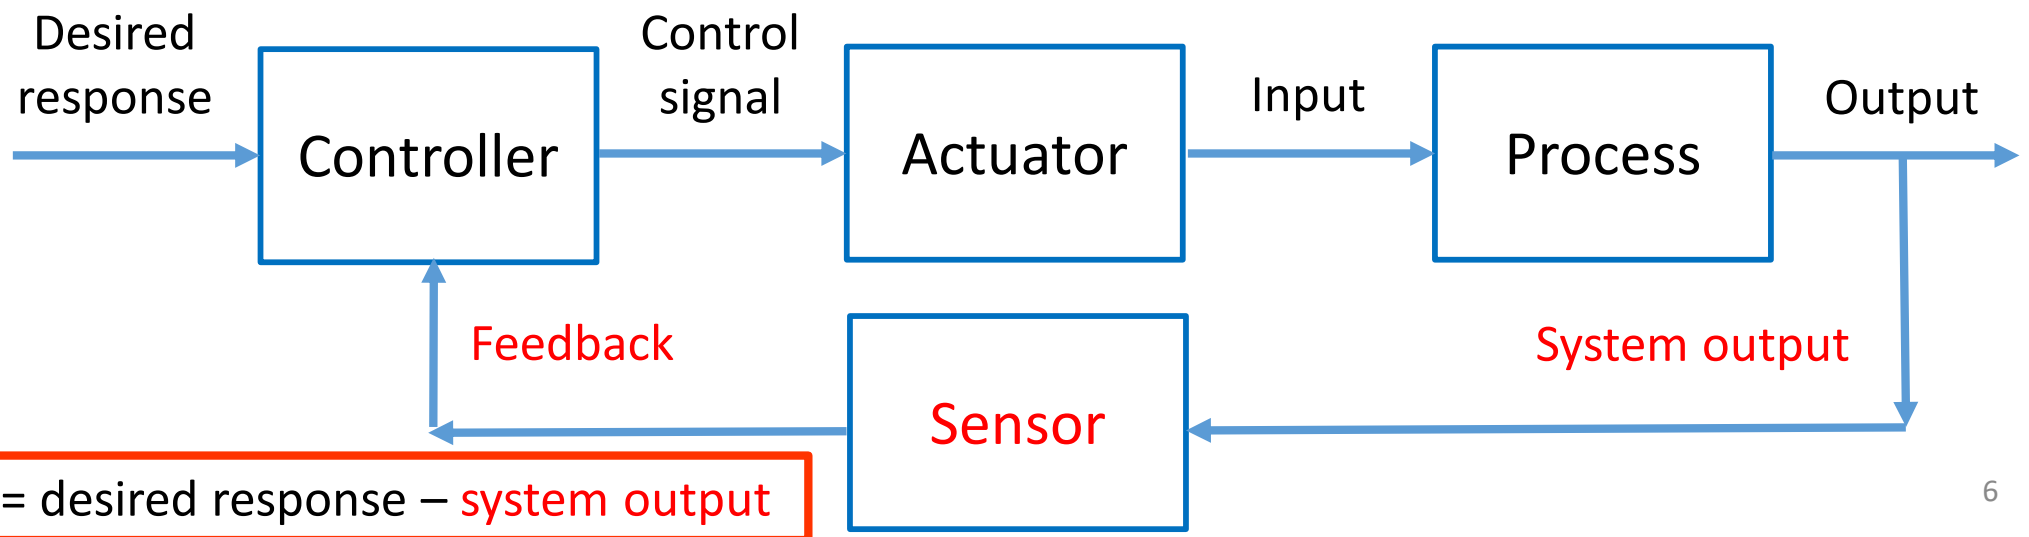 Desired
response
Controller
Control
signal
Actuator
Input
Process
Output
Feedback
Sensor
System output
= desired response – system output
6